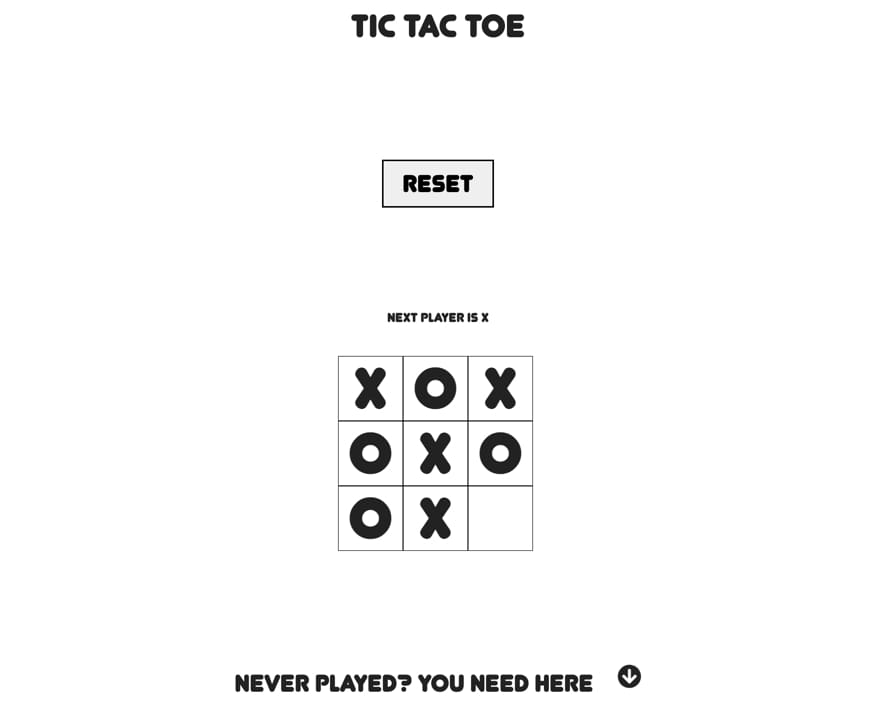 TIC TAC TOE
RESET
NEXT PLAYER IS X
X O X
O X O
O X
NEVER PLAYED? YOU NEED HERE